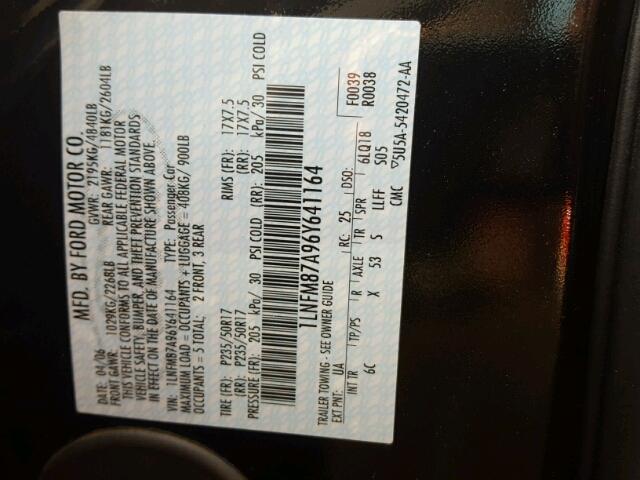 MFD. BY FORD MOTOR CO.
DATE: 04/06 GVWR: 2195KG/4840LB
FRONT GAWR: 1029KG/2268LB REAR GAWR: 1181KG/2604LB
THIS VEHICLE CONFORMS TO ALL APPLICABLE FEDERAL MOTOR
VEHICLE SAFETY, BUMPER, AND THEFT PREVENTION STANDARDS
IN EFFECT ON THE DATE OF MANUFACTURE SHOWN ABOVE.
VIN: 1LNFM87A96Y641164 TYPE: Passenger Car
MAXIMUM LOAD = OCCUPANTS + LUGGAGE = 408KG/ 900LB
OCCUPANTS = 5 TOTAL: 2 FRONT, 3 REAR
TIRE (FR): P235/50R17 RIMS (FR): 17X7.5
(RR): P235/50R17 (RR): 17X7.5
PRESSURE (FR): 205 kPa/ 30 PSI COLD (RR): 205 kPa/ 30 PSI COLD
1LNFM87A96Y641164
TRAILER TOWING - SEE OWNER GUIDE F0039
EXT PNT: UA RC: 25 DSO: R0038
INT TR TP/PS R AXLE TR SPR 6LQ18
6C X 53 S LLFF S05
CMC ▽5U5A-5420472-AA